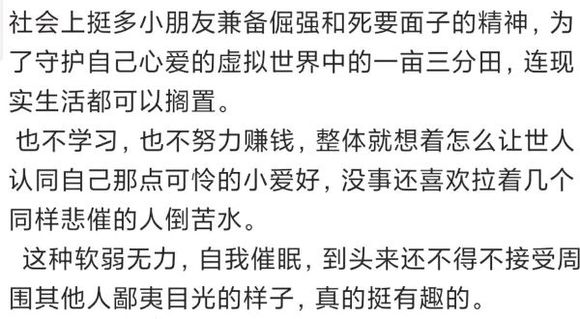 社会上挺多小朋友兼备倔强和死要面子的精神，为
了守护自己心爱的虚拟世界中的一亩三分田，连现
实生活都可以搁置。
也不学习，也不努力赚钱，整体就想着怎么让世人
认同自己那点可怜的小爱好，没事还喜欢拉着几个
同样悲催的人倒苦水。
这种软弱无力，自我催眠，到头来还不得不接受周
围其他人鄙夷目光的样子，真的挺有趣的。